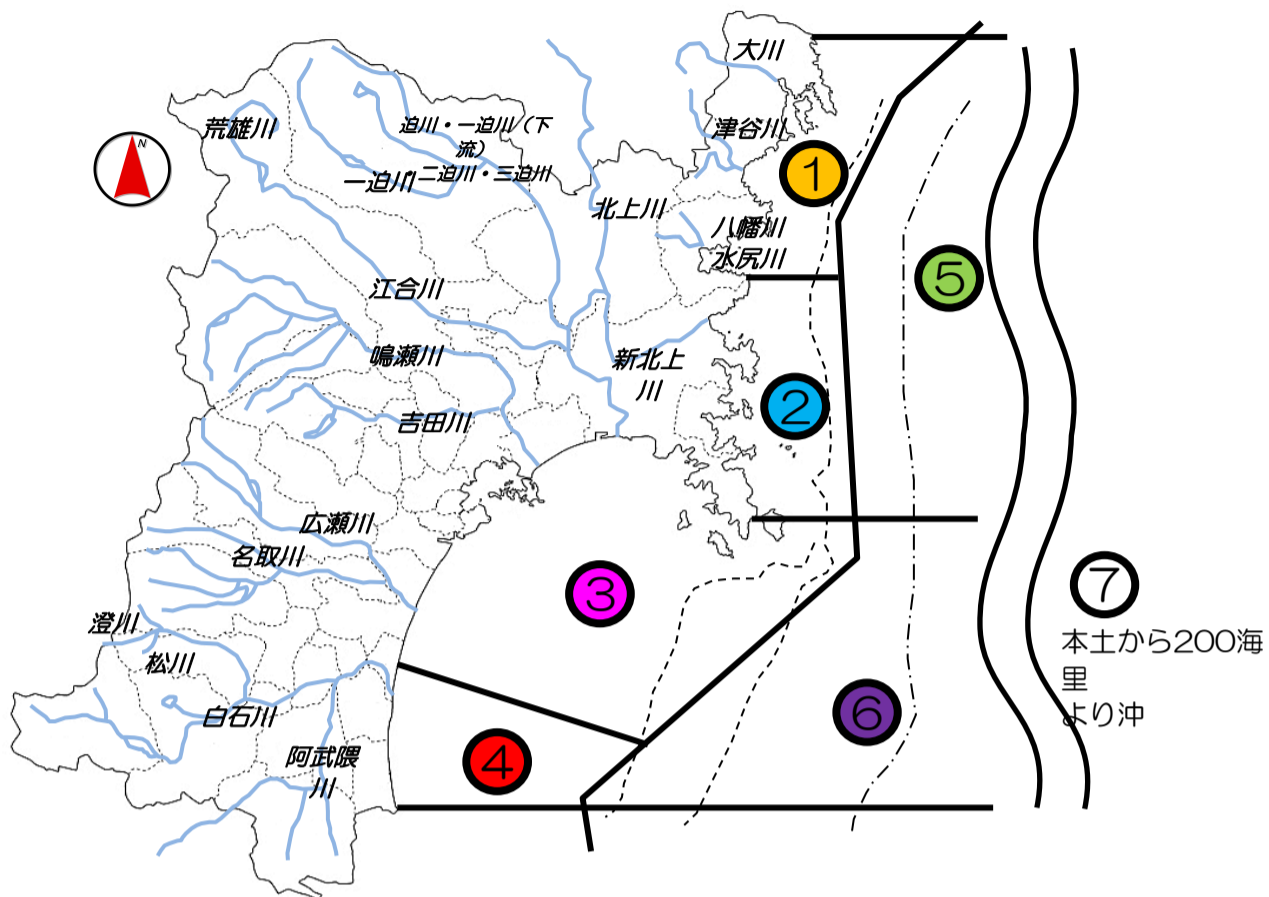 大川
荒雄川
迫川・一迫川(下
流)
津谷川
N
一迫川
・二迫川・三迫川
①
北上川
八幡川
水尻川
⑤
江合川
鳴瀬川
新北上
川
②
吉田川
広瀬川
名取川
③
⑦
本土から200海
里
より沖
澄川
松川
白石川
⑥
阿武隈
川
④